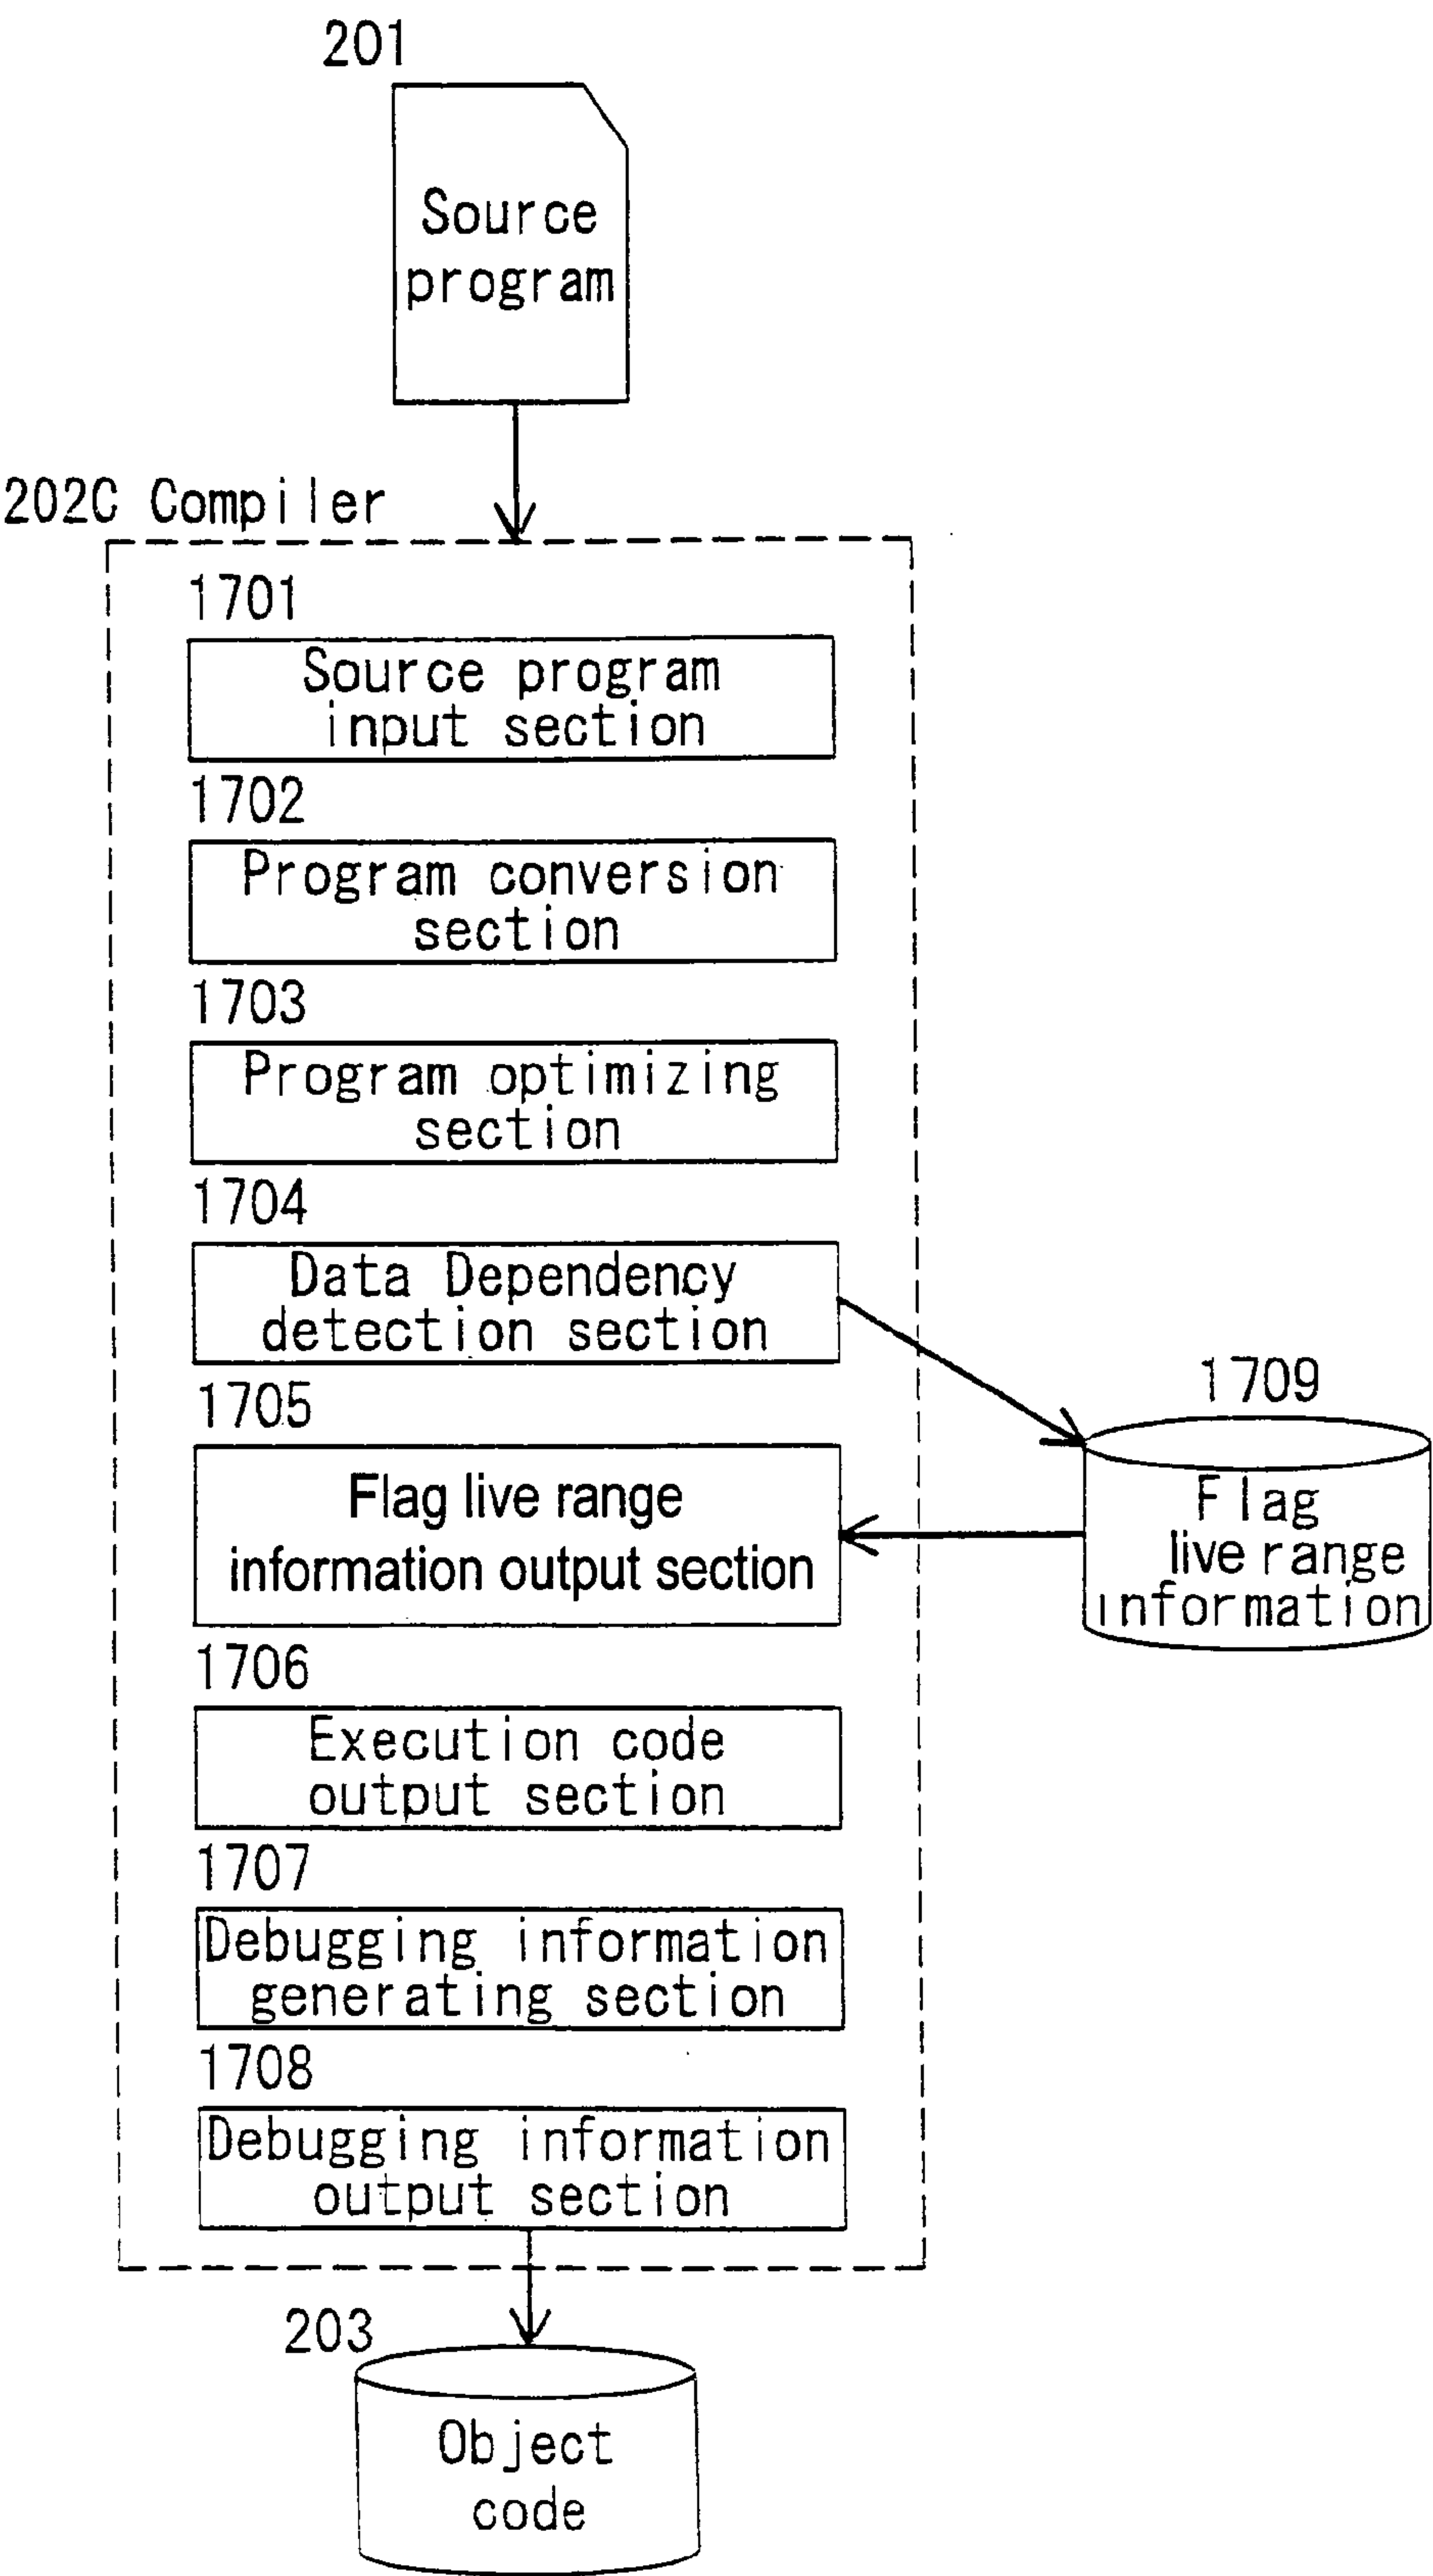 201
Source
program
202C Compiler
1701
Source program
input section
1702
Program conversion
section
1703
Program optimizing
section
1704
Data Dependency
detection section
1705
Flag live range
information output section
1709
Flag
live range
information
1706
Execution code
output section
1707
Debugging information
generating section
1708
Debugging information
output section
203
Object
code